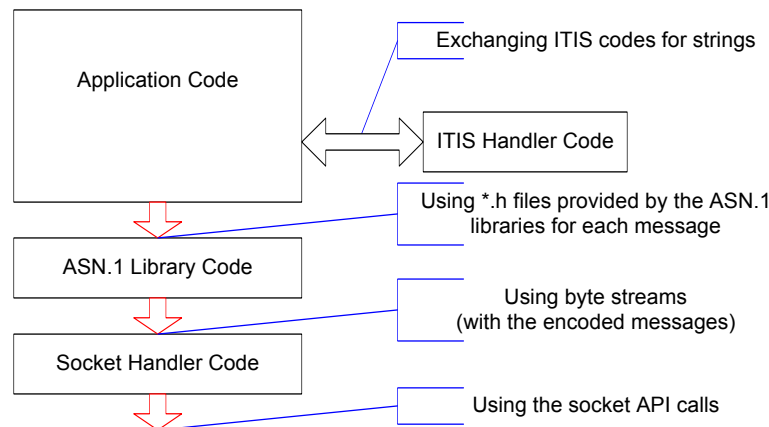 Exchanging ITIS codes for strings
Application Code
ITIS Handler Code
Using *.h files provided by the ASN.1
libraries for each message
ASN.1 Library Code
Using byte streams
(with the encoded messages)
Socket Handler Code
Using the socket API calls